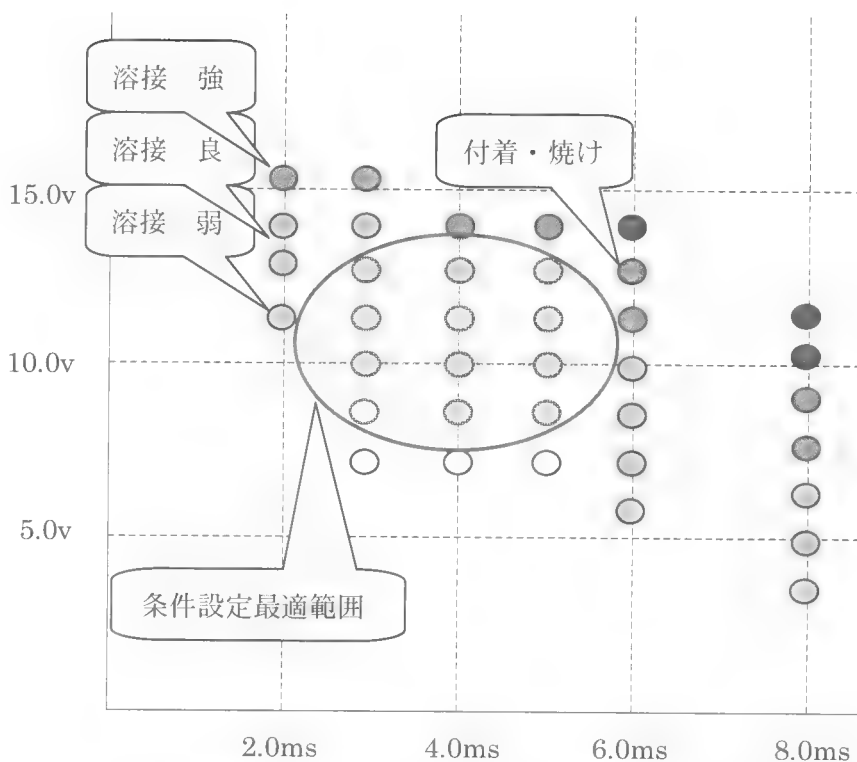 溶接 強
溶接 良
溶接 弱
付着・焼け
15.0v
10.0v
5.0v
条件設定最適範囲
2.0ms
4.0ms
6.0ms
8.0ms